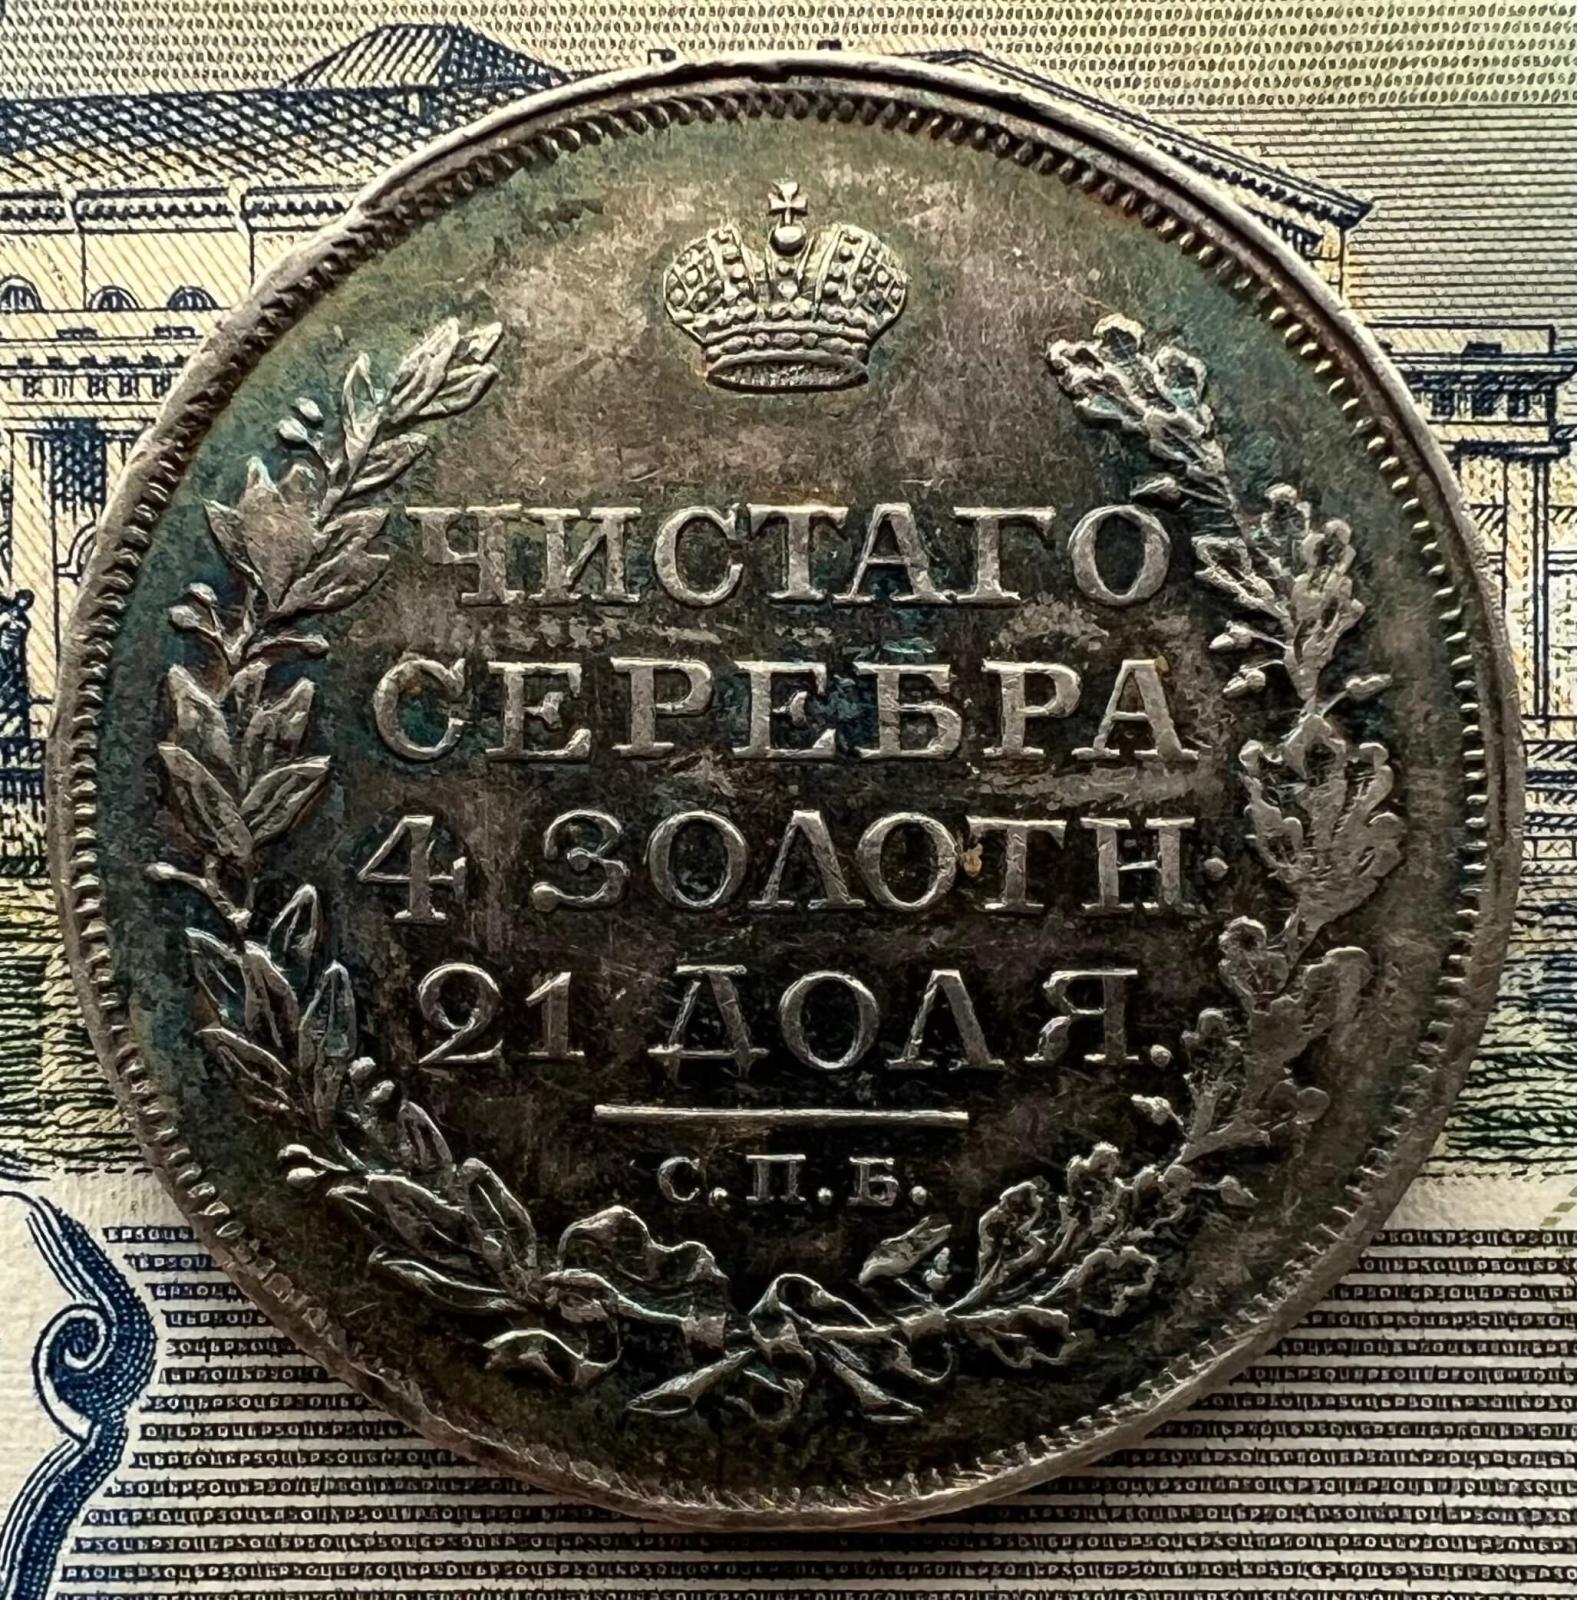 ЧИСТАГО
СЕРЕБРА
4 ЗОЛОТН.
21 ДОЛЯ.
С.П.Б.